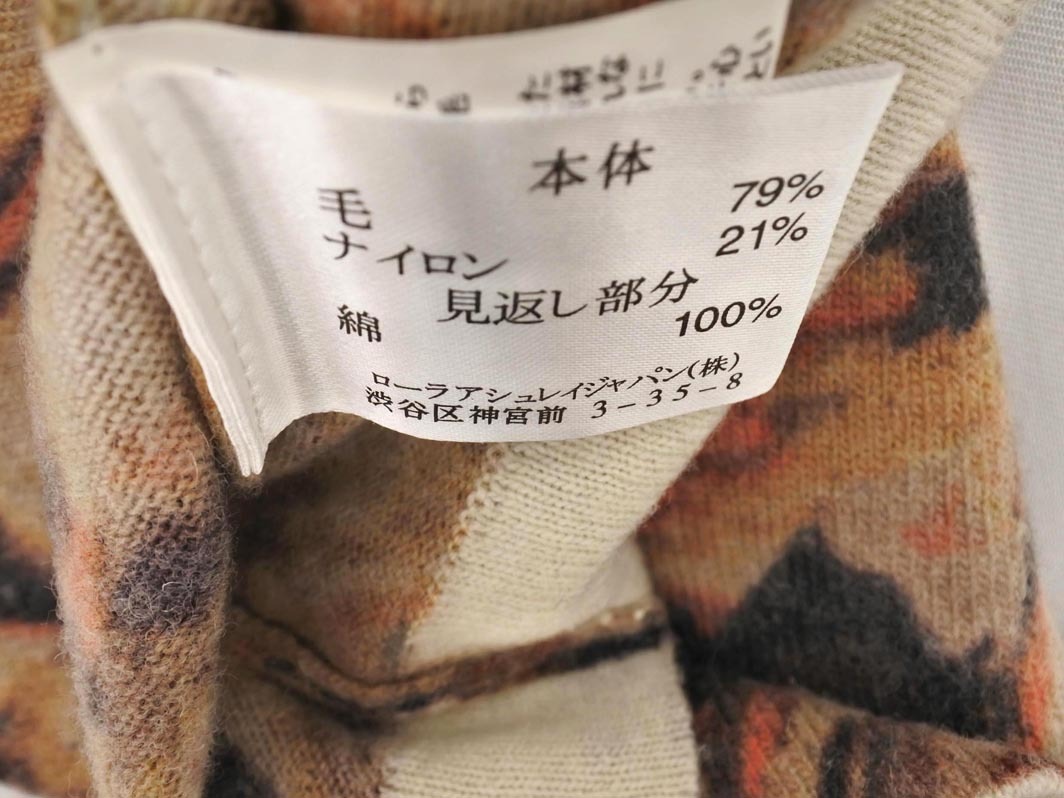 本体
毛 79%
ナイロン 21%
見返し部分
綿 100%
ローラアシュレイジャパン(株)
渋谷区神宮前 3-35-8